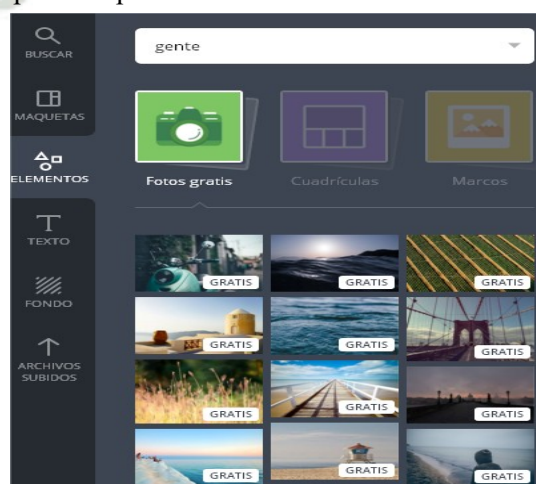 BUSCAR
gente
MAQUETAS
ELEMENTOS
Fotos gratis
Cuadrículas
Marcos
TEXTO
FONDO
ARCHIVOS
SUBIDOS
GRATIS
GRATIS
GRATIS
GRATIS
GRATIS
GRATIS
GRATIS
GRATIS
GRATIS
GRATIS
GRATIS
GRATIS